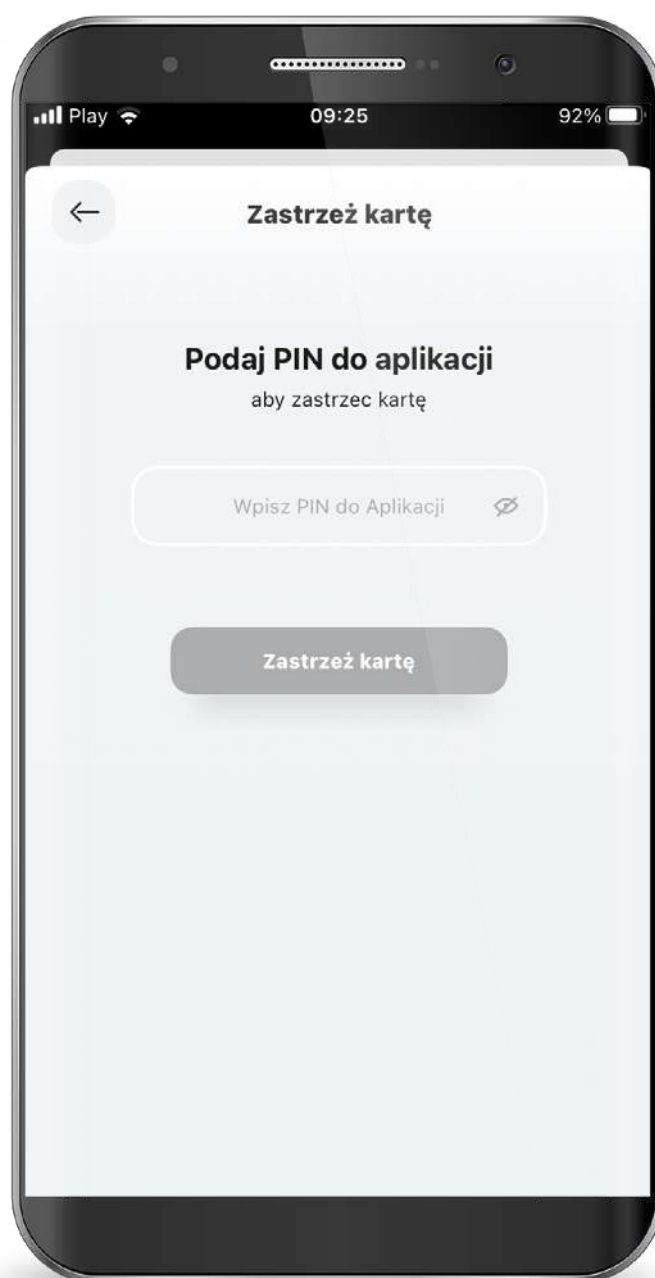 Play 09:25 92%
Zastrzeż kartę
Podaj PIN do aplikacji
aby zastrzec kartę
Wpisz PIN do Aplikacji
Zastrzeż kartę